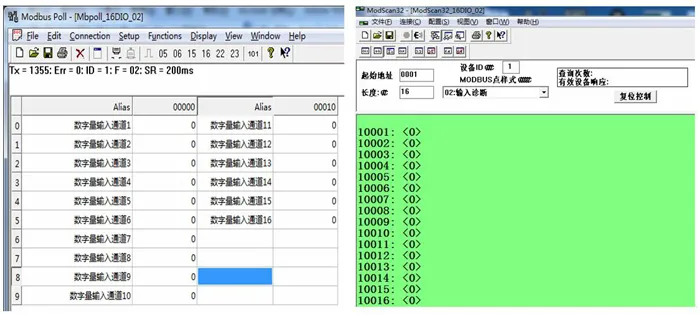 Modbus Poll - [Mbpoll_16DIO_02]
File Edit Connection Setup Functions Display View Window Help
05 06 15 16 22 23 101
Tx = 1355: Err = 0: ID = 1: F = 02: SR = 200ms
Alias 00000 Alias 00010
0 数字量输入通道1 0 数字量输入通道11 0
1 数字量输入通道2 0 数字量输入通道12 0
2 数字量输入通道3 0 数字量输入通道13 0
3 数字量输入通道4 0 数字量输入通道14 0
4 数字量输入通道5 0 数字量输入通道15 0
5 数字量输入通道6 0 数字量输入通道16 0
6 数字量输入通道7 0
7 数字量输入通道8 0
8 数字量输入通道9 0
9 数字量输入通道10 0
ModScan32 - [ModScan32_16DIO_02]
文件(F) 连接(C) 配置(S) 视图(V) 窗口(W) 帮助(H)
设备ID 1
起始地址 0001
MODBUS点样式
长度: 16
02:输入诊断
查询次数:
有效设备响应:
复位控制
10001: <0>
10002: <0>
10003: <0>
10004: <0>
10005: <0>
10006: <0>
10007: <0>
10008: <0>
10009: <0>
10010: <0>
10011: <0>
10012: <0>
10013: <0>
10014: <0>
10015: <0>
10016: <0>